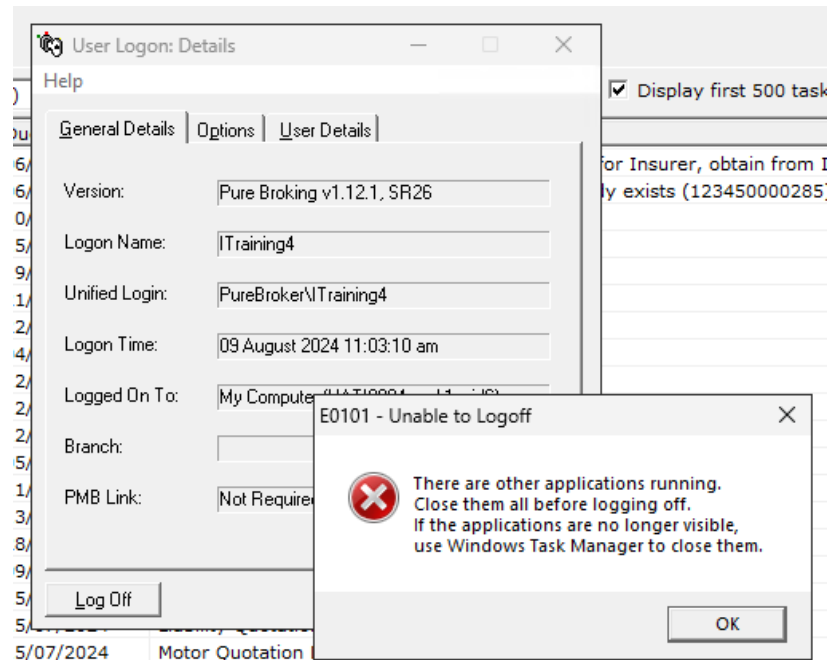 User Logon: Details
Help
Display first 500 task
General Details
Options
User Details
for Insurer, obtain from
exists (123450000285)
Version:
Pure Broking v1.12.1, SR26
Logon Name:
ITraining4
Unified Login:
PureBroker\ITraining4
Logon Time:
09 August 2024 11:03:10 am
Logged On To:
My Computer
Branch:
PMB Link:
Not Required
E0101 - Unable to Logoff
There are other applications running.
Close them all before logging off.
If the applications are no longer visible,
use Windows Task Manager to close them.
OK
Log Off
5/07/2024 Motor Quotation